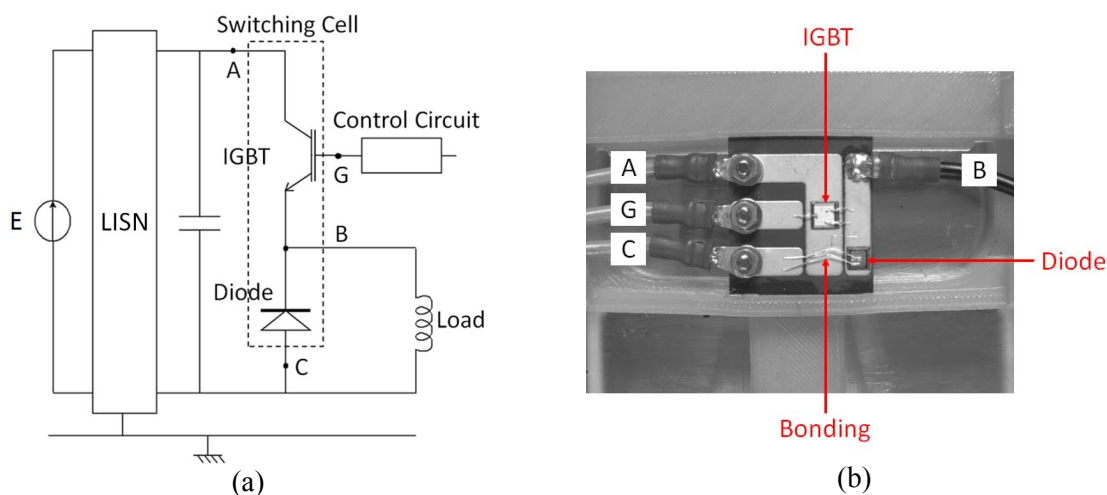 Switching Cell
A
IGBT
Control Circuit
G
E
LISN
B
Diode
Load
C
(a)
IGBT
A
B
G
C
Diode
Bonding
(b)